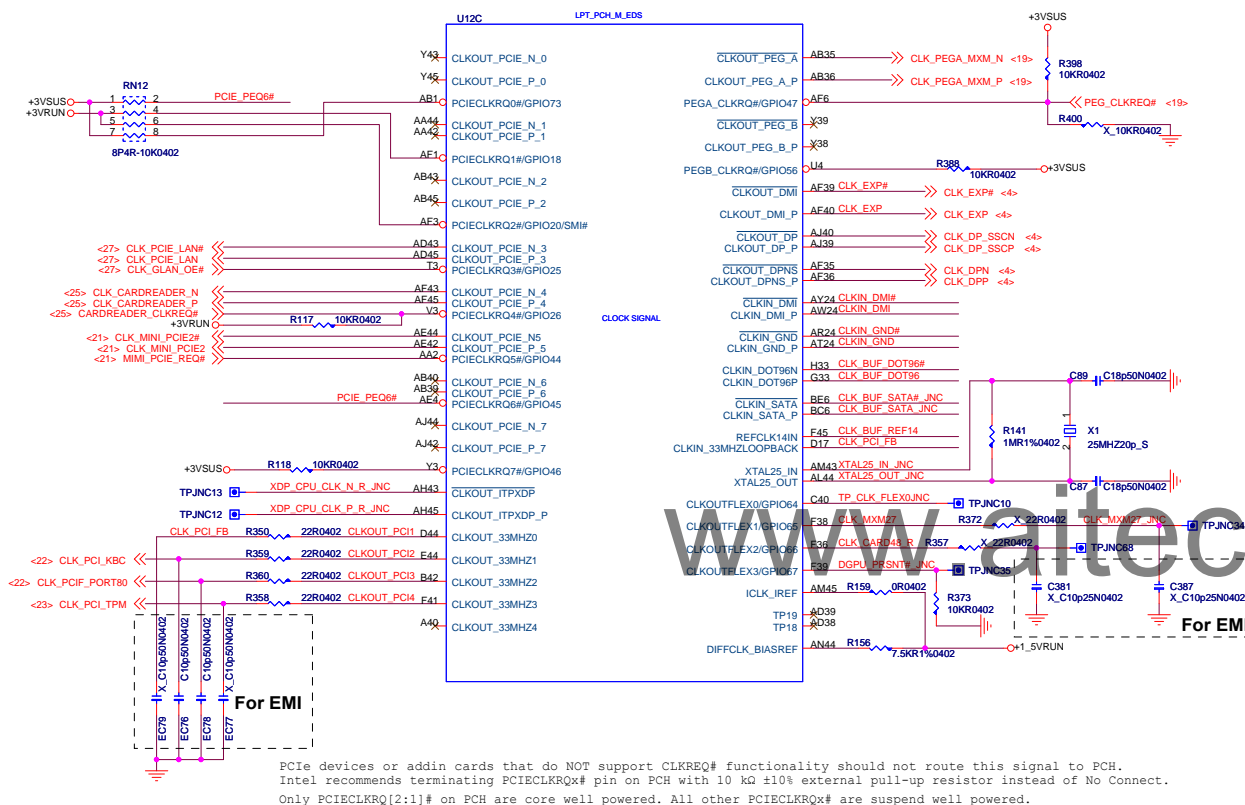 U12C
LPT_PCH_M_EDS
CLOCK SIGNAL
Y43 CLKOUT_PCIE_N_0
Y45 CLKOUT_PCIE_P_0
AB1 PCIECLKRQ0#/GPIO73
AA44 CLKOUT_PCIE_N_1
AA42 CLKOUT_PCIE_P_1
AF1 PCIECLKRQ1#/GPIO18
AB43 CLKOUT_PCIE_N_2
AB45 CLKOUT_PCIE_P_2
AF3 PCIECLKRQ2#/GPIO20/SMI#
RN12
+3VSUS 1 2 PCIE_PEQ6#
+3VRUN 3 4
5 6
7 8
8P4R-10K0402
<27> CLK_PCIE_LAN# AD43 CLKOUT_PCIE_N_3
<27> CLK_PCIE_LAN AD45 CLKOUT_PCIE_P_3
<27> CLK_GLAN_OE# T3 PCIECLKRQ3#/GPIO25
<25> CLK_CARDREADER_N AF43 CLKOUT_PCIE_N_4
<25> CLK_CARDREADER_P AF45 CLKOUT_PCIE_P_4
<25> CARDREADER_CLKREQ# V3 PCIECLKRQ4#/GPIO26
+3VRUN R117 10KR0402
<21> CLK_MINI_PCIE2# AE44 CLKOUT_PCIE_N5
<21> CLK_MINI_PCIE2 AE42 CLKOUT_PCIE_P_5
<21> MIMI_PCIE_REQ# AA2 PCIECLKRQ5#/GPIO44
AB40 CLKOUT_PCIE_N_6
AB39 CLKOUT_PCIE_P_6
PCIE_PEQ6# AE4 PCIECLKRQ6#/GPIO45
AJ44 CLKOUT_PCIE_N_7
AJ42 CLKOUT_PCIE_P_7
+3VSUS R118 10KR0402 Y3 PCIECLKRQ7#/GPIO46
TPJNC13 XDP_CPU_CLK_N_R_JNC AH43 CLKOUT_ITPXDP
TPJNC12 XDP_CPU_CLK_P_R_JNC AH45 CLKOUT_ITPXDP_P
CLK_PCI_FB R350 22R0402 CLKOUT_PCI1 D44 CLKOUT_33MHZ0
<22> CLK_PCI_KBC R359 22R0402 CLKOUT_PCI2 E44 CLKOUT_33MHZ1
<22> CLK_PCIF_PORT80 R360 22R0402 CLKOUT_PCI3 B42 CLKOUT_33MHZ2
<23> CLK_PCI_TPM R358 22R0402 CLKOUT_PCI4 F41 CLKOUT_33MHZ3
A40 CLKOUT_33MHZ4
X_C10p50N0402 EC79
C10p50N0402 EC76
C10p50N0402 EC78
X_C10p50N0402 EC77
For EMI
CLKOUT_PEG_A AB35 CLK_PEGA_MXM_N <19>
CLKOUT_PEG_A_P AB36 CLK_PEGA_MXM_P <19>
PEGA_CLKRQ#/GPIO47 AF6 PEG_CLKREQ# <19>
+3VSUS
R398
10KR0402
R400
X_10KR0402
CLKOUT_PEG_B Y39
CLKOUT_PEG_B_P Y38
PEGB_CLKRQ#/GPIO56 U4 R388 10KR0402 +3VSUS
CLKOUT_DMI AF39 CLK_EXP# CLK_EXP# <4>
CLKOUT_DMI_P AF40 CLK_EXP CLK_EXP <4>
CLKOUT_DP AJ40 CLK_DP_SSCN <4>
CLKOUT_DP_P AJ39 CLK_DP_SSCP <4>
CLKOUT_DPNS AF35 CLK_DPN <4>
CLKOUT_DPNS_P AF36 CLK_DPP <4>
CLKIN_DMI AY24 CLKIN_DMI#
CLKIN_DMI_P AW24 CLKIN_DMI
CLKIN_GND AR24 CLKIN_GND#
CLKIN_GND_P AT24 CLKIN_GND
CLKIN_DOT96N H33 CLK_BUF_DOT96#
CLKIN_DOT96P G33 CLK_BUF_DOT96
CLKIN_SATA BE6 CLK_BUF_SATA#_JNC
CLKIN_SATA_P BC6 CLK_BUF_SATA_JNC
REFCLK14IN F45 CLK_BUF_REF14
CLKIN_33MHZLOOPBACK D17 CLK_PCI_FB
XTAL25_IN AM43 XTAL25_IN_JNC
XTAL25_OUT AL44 XTAL25_OUT_JNC
C89 C18p50N0402
R141
1MR1%0402
1
2
X1
25MHZ20p_S
C87 C18p50N0402
CLKOUTFLEX0/GPIO64 C40 TP_CLK_FLEX0JNC TPJNC10
CLKOUTFLEX1/GPIO65 F38 CLK_MXM27 R372 X_22R0402 CLK_MXM27_JNC TPJNC34
CLKOUTFLEX2/GPIO66 F36 CLK_CARD48_R R357 X_22R0402 TPJNC68
CLKOUTFLEX3/GPIO67 F39 DGPU_PRSNT#_JNC TPJNC35
ICLK_IREF AM45 R159 0R0402
R373
10KR0402
C381
X_C10p25N0402
C387
X_C10p25N0402
For EMI
TP19 AD39
TP18 AD38
DIFFCLK_BIASREF AN44 R156 7.5KR1%0402 +1_5VRUN
www.aitec
PCIe devices or addin cards that do NOT support CLKREQ# functionality should not route this signal to PCH.
Intel recommends terminating PCIECLKRQx# pin on PCH with 10 kΩ ±10% external pull-up resistor instead of No Connect.
Only PCIECLKRQ[2:1]# on PCH are core well powered. All other PCIECLKRQx# are suspend well powered.